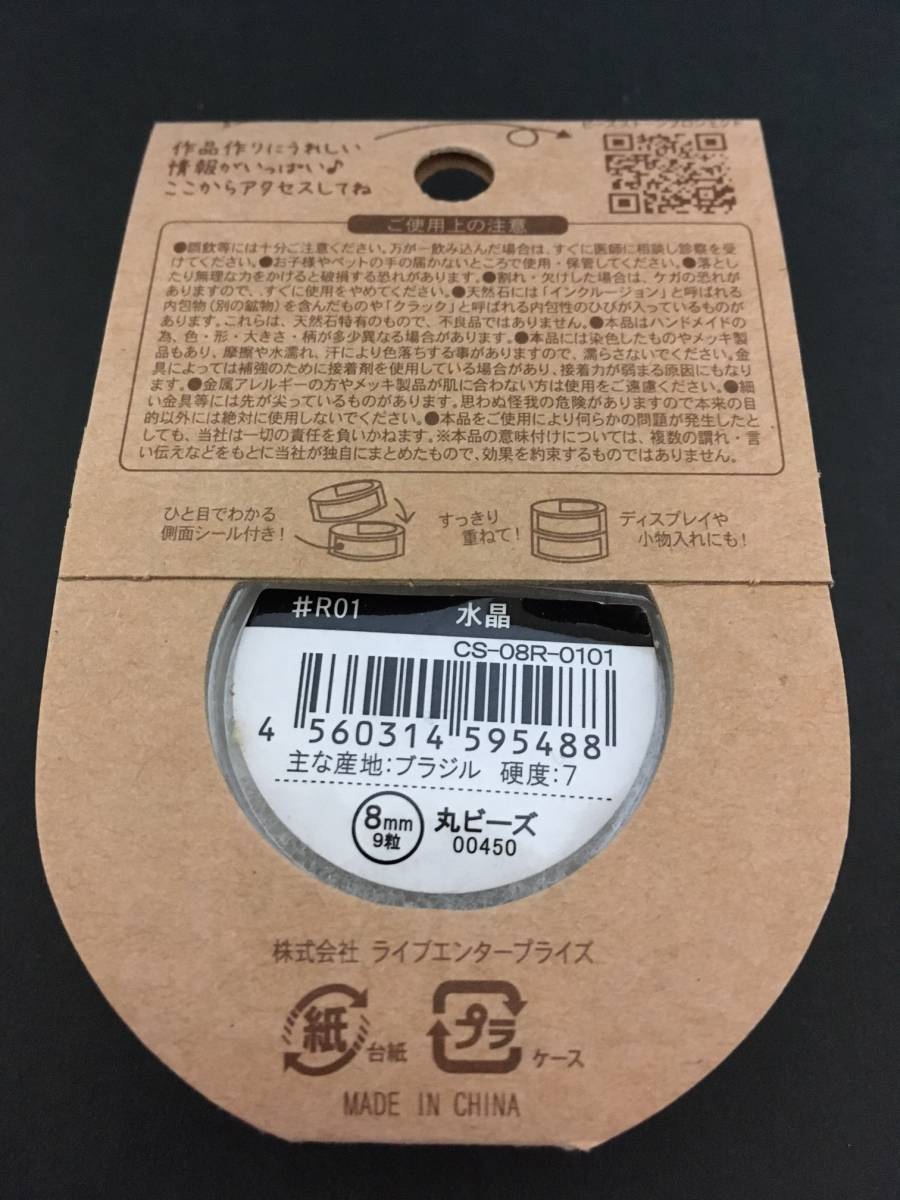 作品作りにうれしい
情報がいっぱい♪
ここからアクセスしてね
ご使用上の注意
●誤飲等には十分ご注意ください。万が一飲み込んだ場合は、すぐに医師に相談し診察を受
けてください。●お子様やペットの手の届かないところで使用・保管してください。●落とし
たり無理な力をかけると破損する恐れがあります。●割れ・欠けした場合は、ケガの恐れが
ありますので、すぐに使用をやめてください。●天然石には「インクルージョン」と呼ばれる
内包物(別の鉱物)を含んだものや「クラック」と呼ばれる内包性のひびが入っているものが
あります。これらは、天然石特有のもので、不良品ではありません。●本品はハンドメイドの
為、色・形・大きさ・柄が多少異なる場合があります。●本品には染色したものやメッキ製
品もあり、摩擦や水濡れ、汗により色落ちする事がありますので、濡らさないでください。金
具によっては補強のために接着剤を使用している場合があり、接着力が弱まる原因にもなり
ます。●金属アレルギーの方やメッキ製品が肌に合わない方は使用をご遠慮ください。●細
い金具等には先が尖っているものがあります。思わぬ怪我の危険がありますので本来の目
的以外には絶対に使用しないでください。●本品をご使用により何らかの問題が発生したと
しても、当社は一切の責任を負いかねます。※本品の意味付けについては、複数の謂れ・言
い伝えなどをもとに当社が独自にまとめたもので、効果を約束するものではありません。
ひと目でわかる
側面シール付き!
すっきり
重ねて!
ディスプレイや
小物入れにも!
#R01 水晶
CS-08R-0101
4 560314 595488
主な産地:ブラジル 硬度:7
8mm
9粒
丸ビーズ
00450
株式会社 ライブエンタープライズ
紙 台紙
プラ ケース
MADE IN CHINA